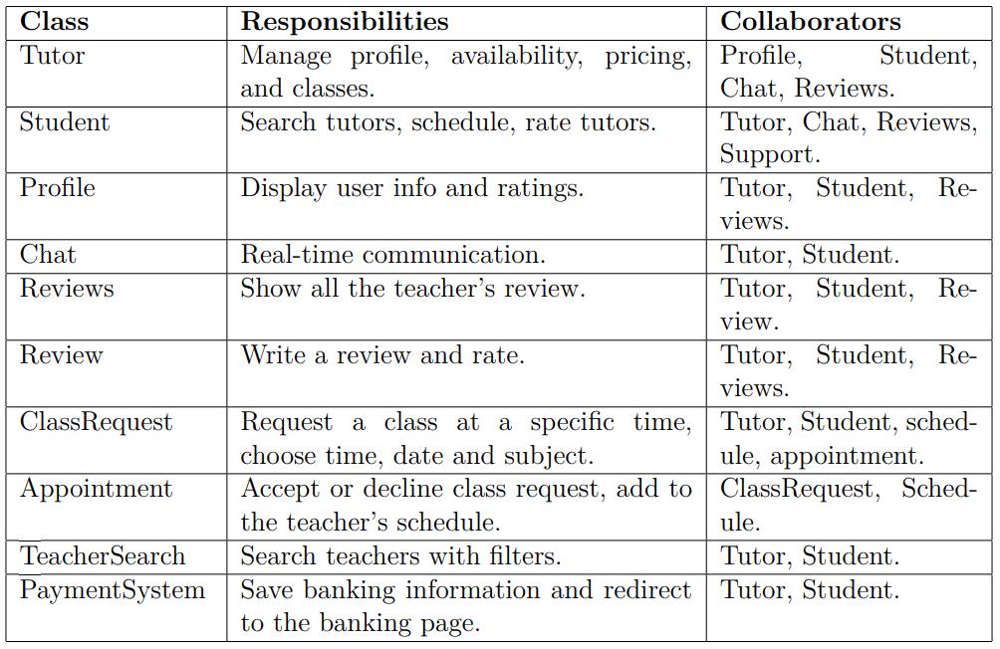 Class Responsibilities Collaborators
Tutor Manage profile, availability, pricing, Profile, Student,
and classes. Chat, Reviews.
Student Search tutors, schedule, rate tutors. Tutor, Chat, Reviews,
Support.
Profile Display user info and ratings. Tutor, Student, Re-
views.
Chat Real-time communication. Tutor, Student.
Reviews Show all the teacher's review. Tutor, Student, Re-
view.
Review Write a review and rate. Tutor, Student, Re-
views.
ClassRequest Request a class at a specific time, Tutor, Student, sched-
choose time, date and subject. ule, appointment.
Appointment Accept or decline class request, add to ClassRequest, Sched-
the teacher's schedule. ule.
TeacherSearch Search teachers with filters. Tutor, Student.
PaymentSystem Save banking information and redirect Tutor, Student.
to the banking page.